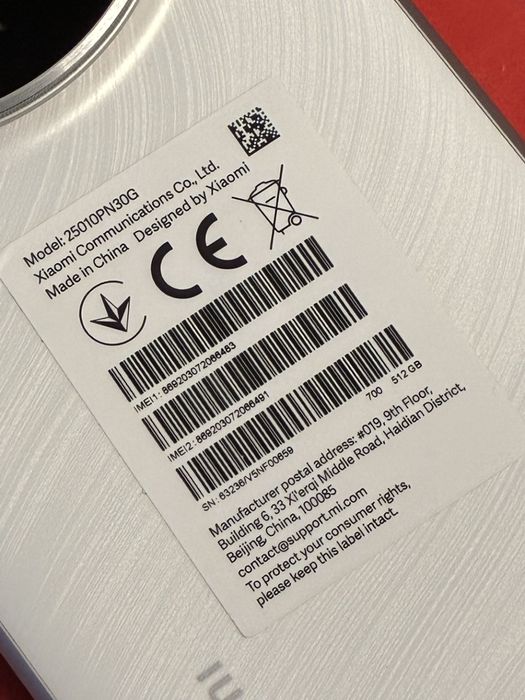 Model: 25010PN30G
Xiaomi Communications Co., Ltd.
Made in China Designed by Xiaomi
CE
IMEI1: 869203072066483
IMEI2: 869203072066491
SN: 63236/V5NF00659
700 512 GB
Manufacturer postal address: #019, 9th Floor,
Building 6, 33 Xi'erqi Middle Road, Haidian District,
Beijing, China, 100085
contact@support.mi.com
To protect your consumer rights,
please keep this label intact.